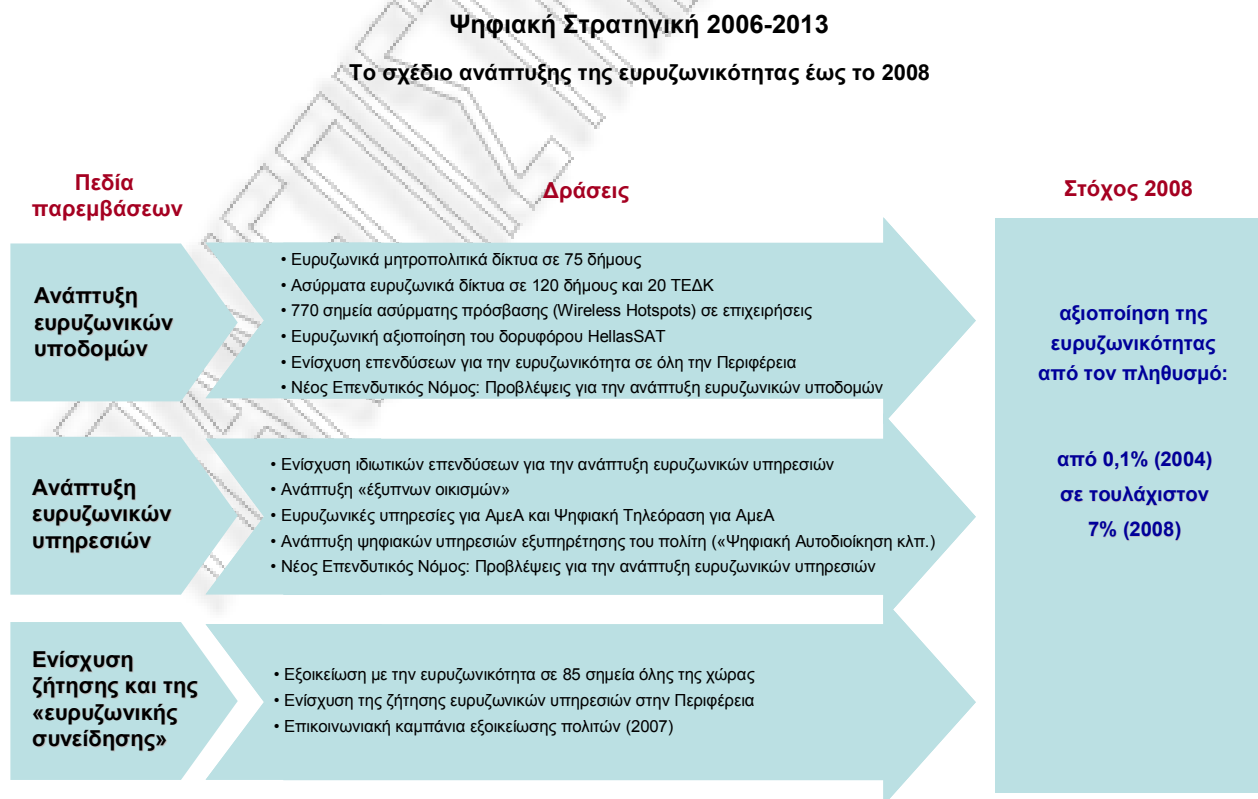 Ψηφιακή Στρατηγική 2006-2013
Το σχέδιο ανάπτυξης της ευρυζωνικότητας έως το 2008
Πεδία
παρεμβάσεων
Δράσεις
Στόχος 2008
Ανάπτυξη
ευρυζωνικών
υποδομών
• Ευρυζωνικά μητροπολιτικά δίκτυα σε 75 δήμους
• Ασύρματα ευρυζωνικά δίκτυα σε 120 δήμους και 20 ΤΕΔΚ
• 770 σημεία ασύρματης πρόσβασης (Wireless Hotspots) σε επιχειρήσεις
• Ευρυζωνική αξιοποίηση του δορυφόρου HellasSAT
• Ενίσχυση επενδύσεων για την ευρυζωνικότητα σε όλη την Περιφέρεια
• Νέος Επενδυτικός Νόμος: Προβλέψεις για την ανάπτυξη ευρυζωνικών υποδομών
Ανάπτυξη
ευρυζωνικών
υπηρεσιών
• Ενίσχυση ιδιωτικών επενδύσεων για την ανάπτυξη ευρυζωνικών υπηρεσιών
• Ανάπτυξη «έξυπνων οικισμών»
• Ευρυζωνικές υπηρεσίες για ΑμεΑ και Ψηφιακή Τηλεόραση για ΑμεΑ
• Ανάπτυξη ψηφιακών υπηρεσιών εξυπηρέτησης του πολίτη («Ψηφιακή Αυτοδιοίκηση κλπ.)
• Νέος Επενδυτικός Νόμος: Προβλέψεις για την ανάπτυξη ευρυζωνικών υπηρεσιών
Ενίσχυση
ζήτησης και της
«ευρυζωνικής
συνείδησης»
• Εξοικείωση με την ευρυζωνικότητα σε 85 σημεία όλης της χώρας
• Ενίσχυση της ζήτησης ευρυζωνικών υπηρεσιών στην Περιφέρεια
• Επικοινωνιακή καμπάνια εξοικείωσης πολιτών (2007)
αξιοποίηση της
ευρυζωνικότητας
από τον πληθυσμό:
από 0,1% (2004)
σε τουλάχιστον
7% (2008)